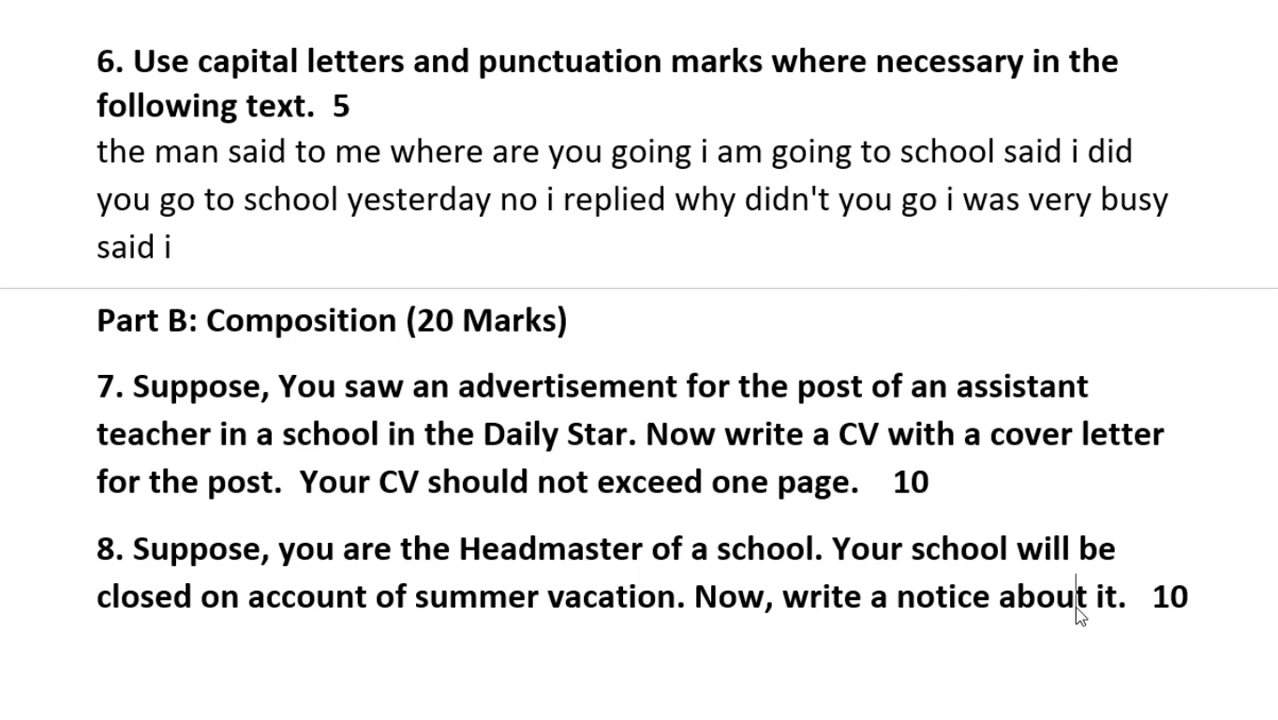 6. Use capital letters and punctuation marks where necessary in the
following text.  5
the man said to me where are you going i am going to school said i did
you go to school yesterday no i replied why didn't you go i was very busy
said i
Part B: Composition (20 Marks)
7. Suppose, You saw an advertisement for the post of an assistant
teacher in a school in the Daily Star. Now write a CV with a cover letter
for the post.  Your CV should not exceed one page.    10
8. Suppose, you are the Headmaster of a school. Your school will be
closed on account of summer vacation. Now, write a notice about it.   10